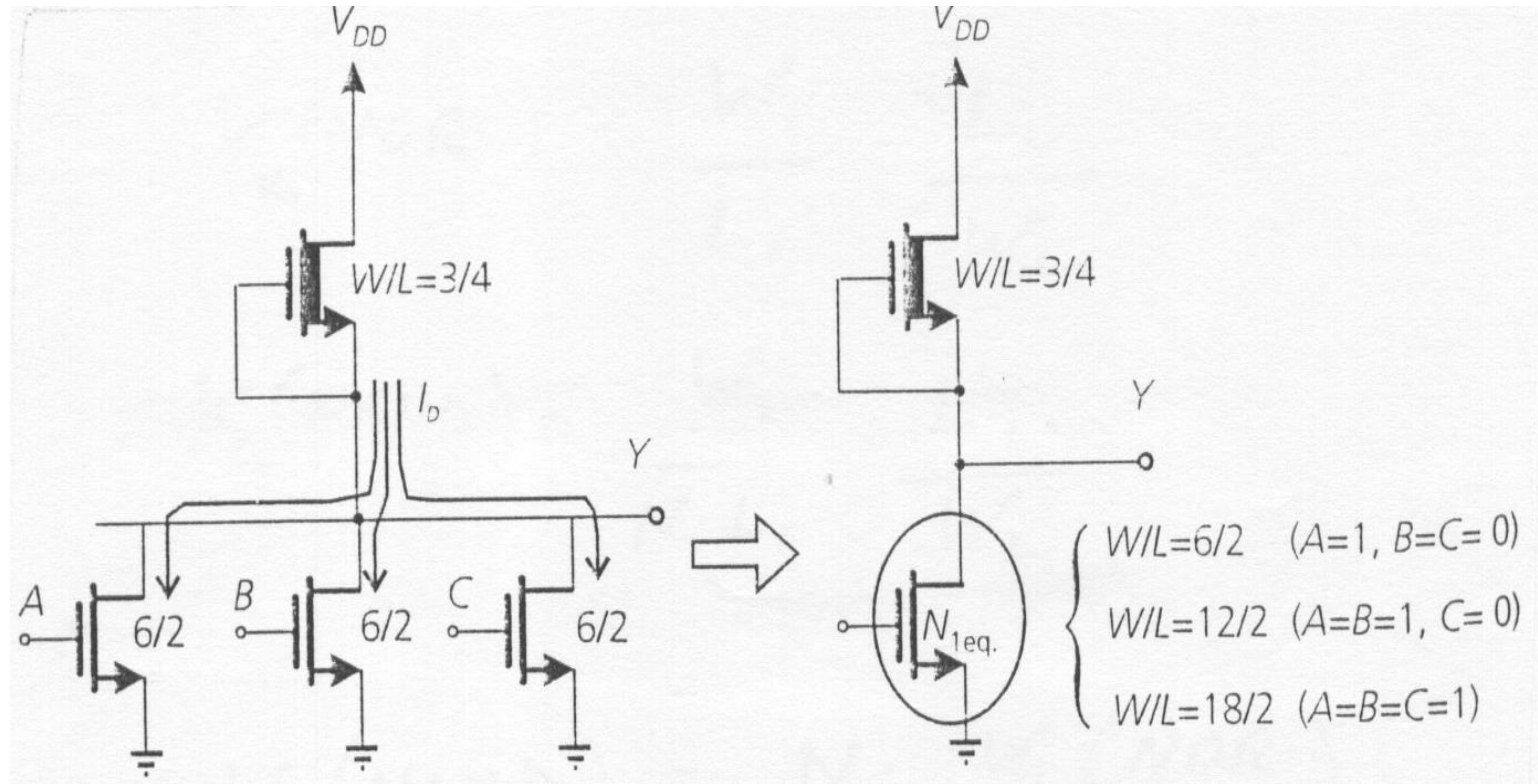 V_DD
W/L=3/4
I_D
Y
A
6/2
B
6/2
C
6/2
V_DD
W/L=3/4
Y
N_1eq.
W/L=6/2 (A=1, B=C= 0)
W/L=12/2 (A=B=1, C= 0)
W/L=18/2 (A=B=C=1)